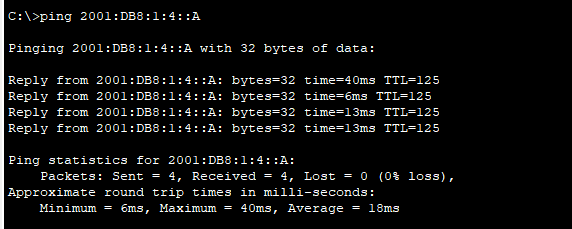 C:\>ping 2001:DB8:1:4::A
Pinging 2001:DB8:1:4::A with 32 bytes of data:
Reply from 2001:DB8:1:4::A: bytes=32 time=40ms TTL=125
Reply from 2001:DB8:1:4::A: bytes=32 time=6ms TTL=125
Reply from 2001:DB8:1:4::A: bytes=32 time=13ms TTL=125
Reply from 2001:DB8:1:4::A: bytes=32 time=13ms TTL=125
Ping statistics for 2001:DB8:1:4::A:
Packets: Sent = 4, Received = 4, Lost = 0 (0% loss),
Approximate round trip times in milli-seconds:
Minimum = 6ms, Maximum = 40ms, Average = 18ms